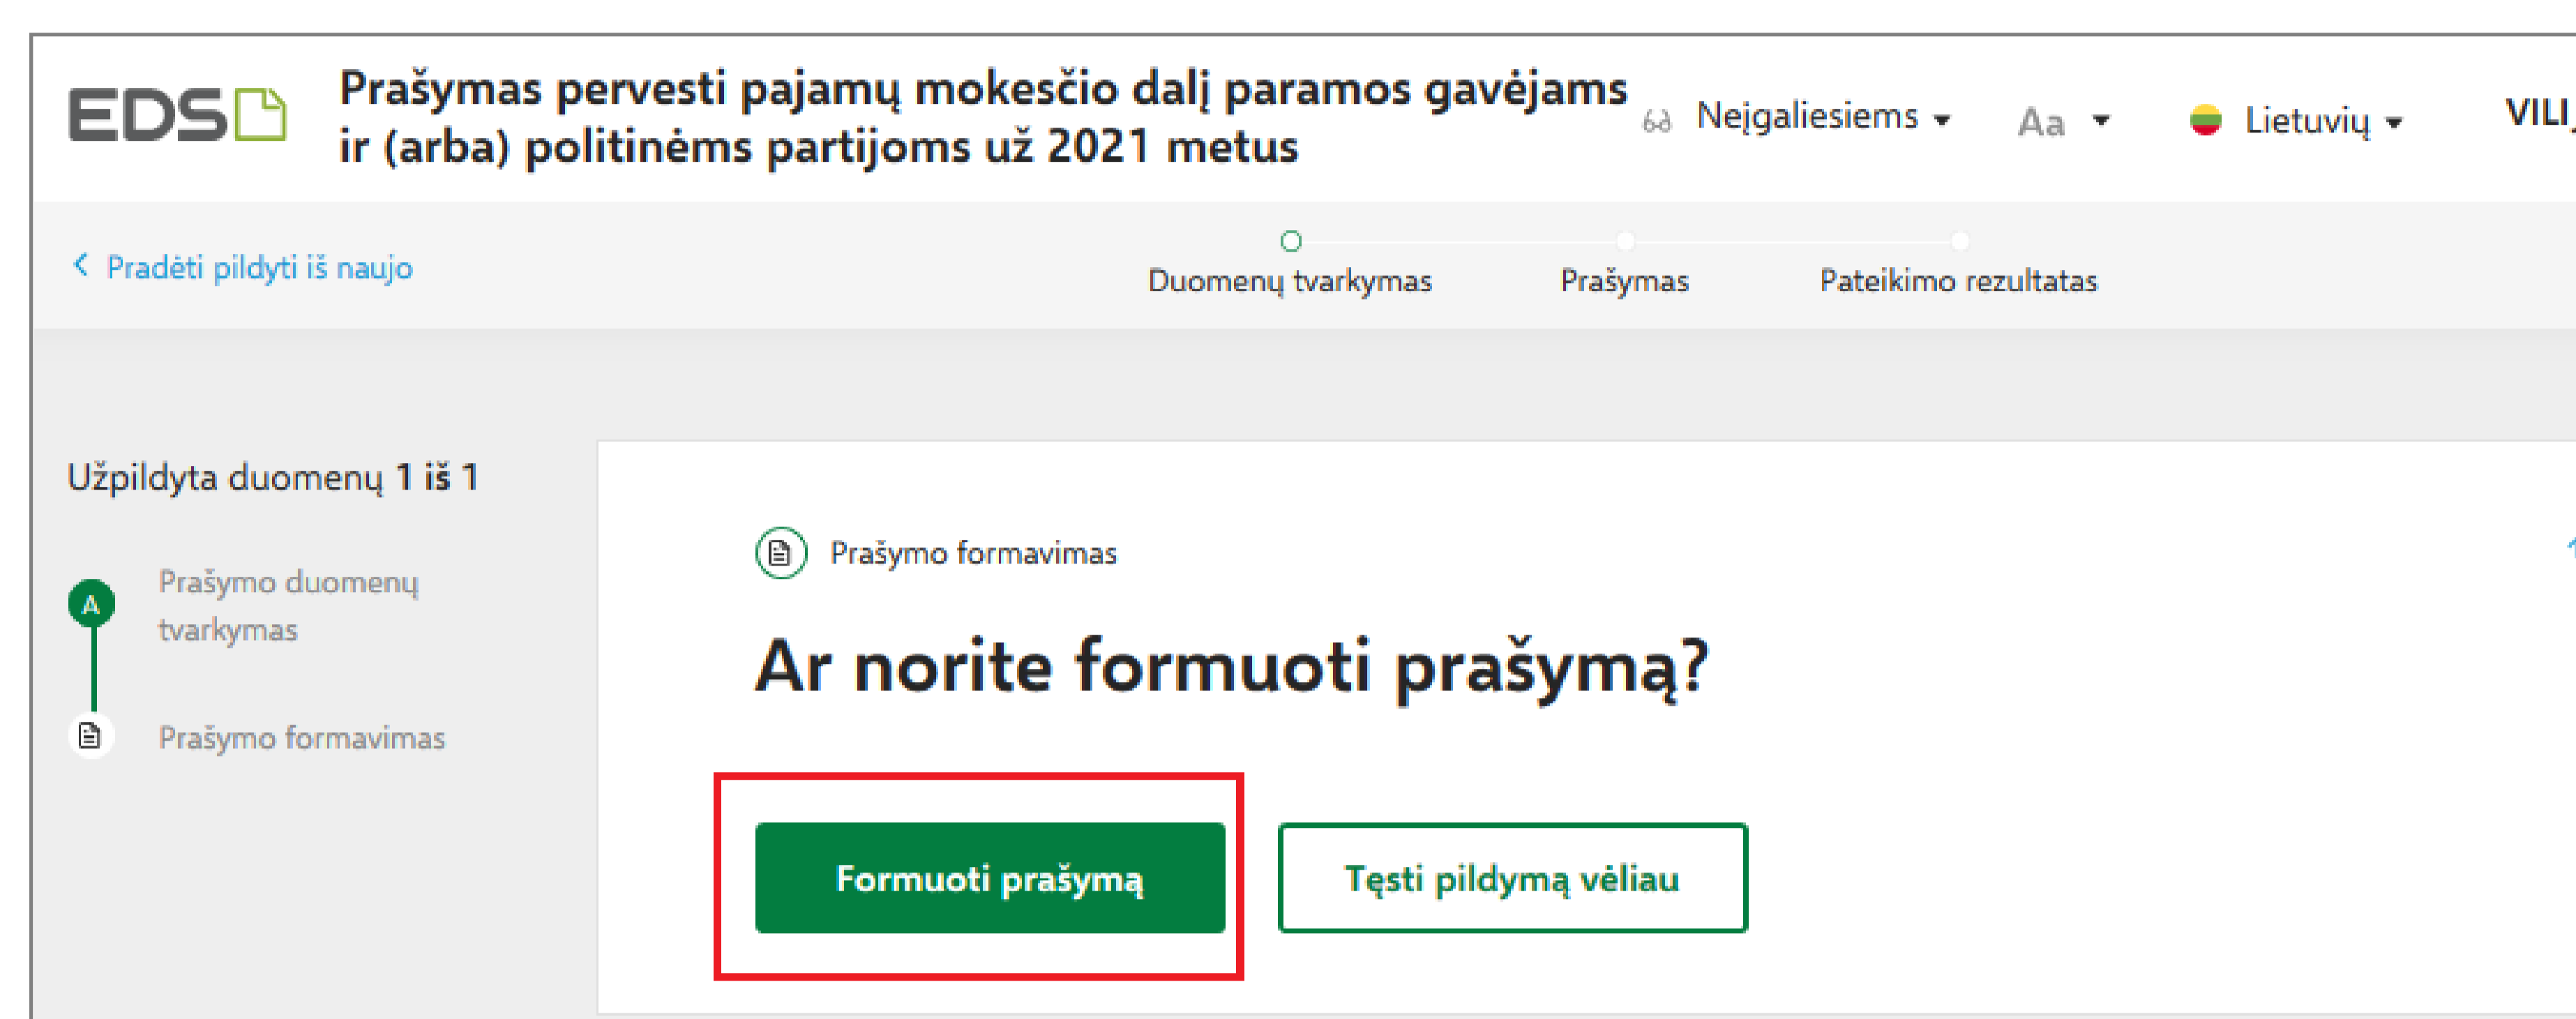 EDS
Prašymas pervesti pajamų mokesčio dalį paramos gavėjams
ir (arba) politinėms partijoms už 2021 metus
Neįgaliesiems
Aa
Lietuvių
Pradėti pildyti iš naujo
Duomenų tvarkymas
Prašymas
Pateikimo rezultatas
Užpildyta duomenų 1 iš 1
A
Prašymo duomenų
tvarkymas
Prašymo formavimas
Prašymo formavimas
Ar norite formuoti prašymą?
Formuoti prašymą
Tęsti pildymą vėliau